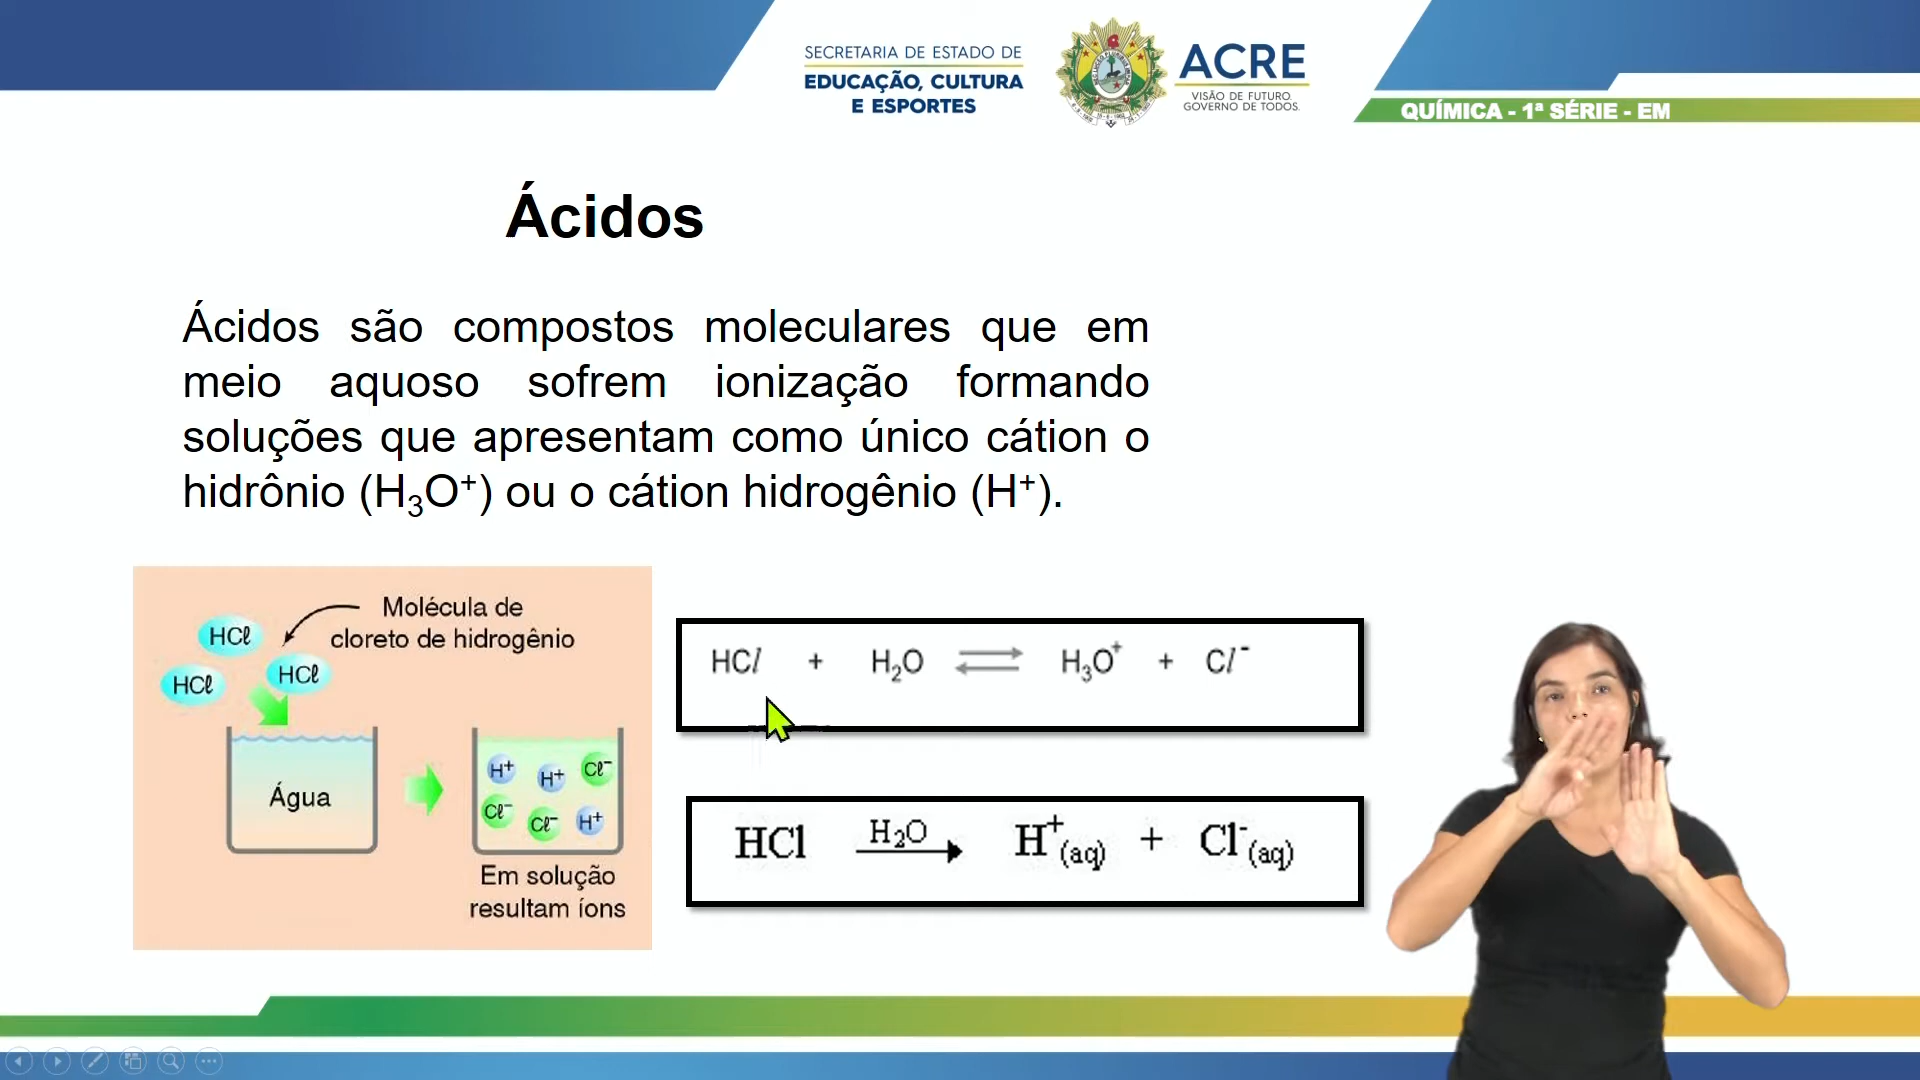 SECRETARIA DE ESTADO DE
EDUCAÇÃO, CULTURA
E ESPORTES
ACRE
VISÃO DE FUTURO.
GOVERNO DE TODOS.
QUÍMICA - 1ª SÉRIE - EM
Ácidos
Ácidos são compostos moleculares que em
meio aquoso sofrem ionização formando
soluções que apresentam como único cátion o
hidrônio (H₃O⁺) ou o cátion hidrogênio (H⁺).
Molécula de
cloreto de hidrogênio
HCℓ
HCℓ
HCℓ
Água
H⁺ H⁺ Cℓ⁻
Cℓ⁻ Cℓ⁻ H⁺
Em solução
resultam íons
HCl + H₂O ⇌ H₃O⁺ + Cl⁻
HCl H₂O → H⁺(aq) + Cl⁻(aq)